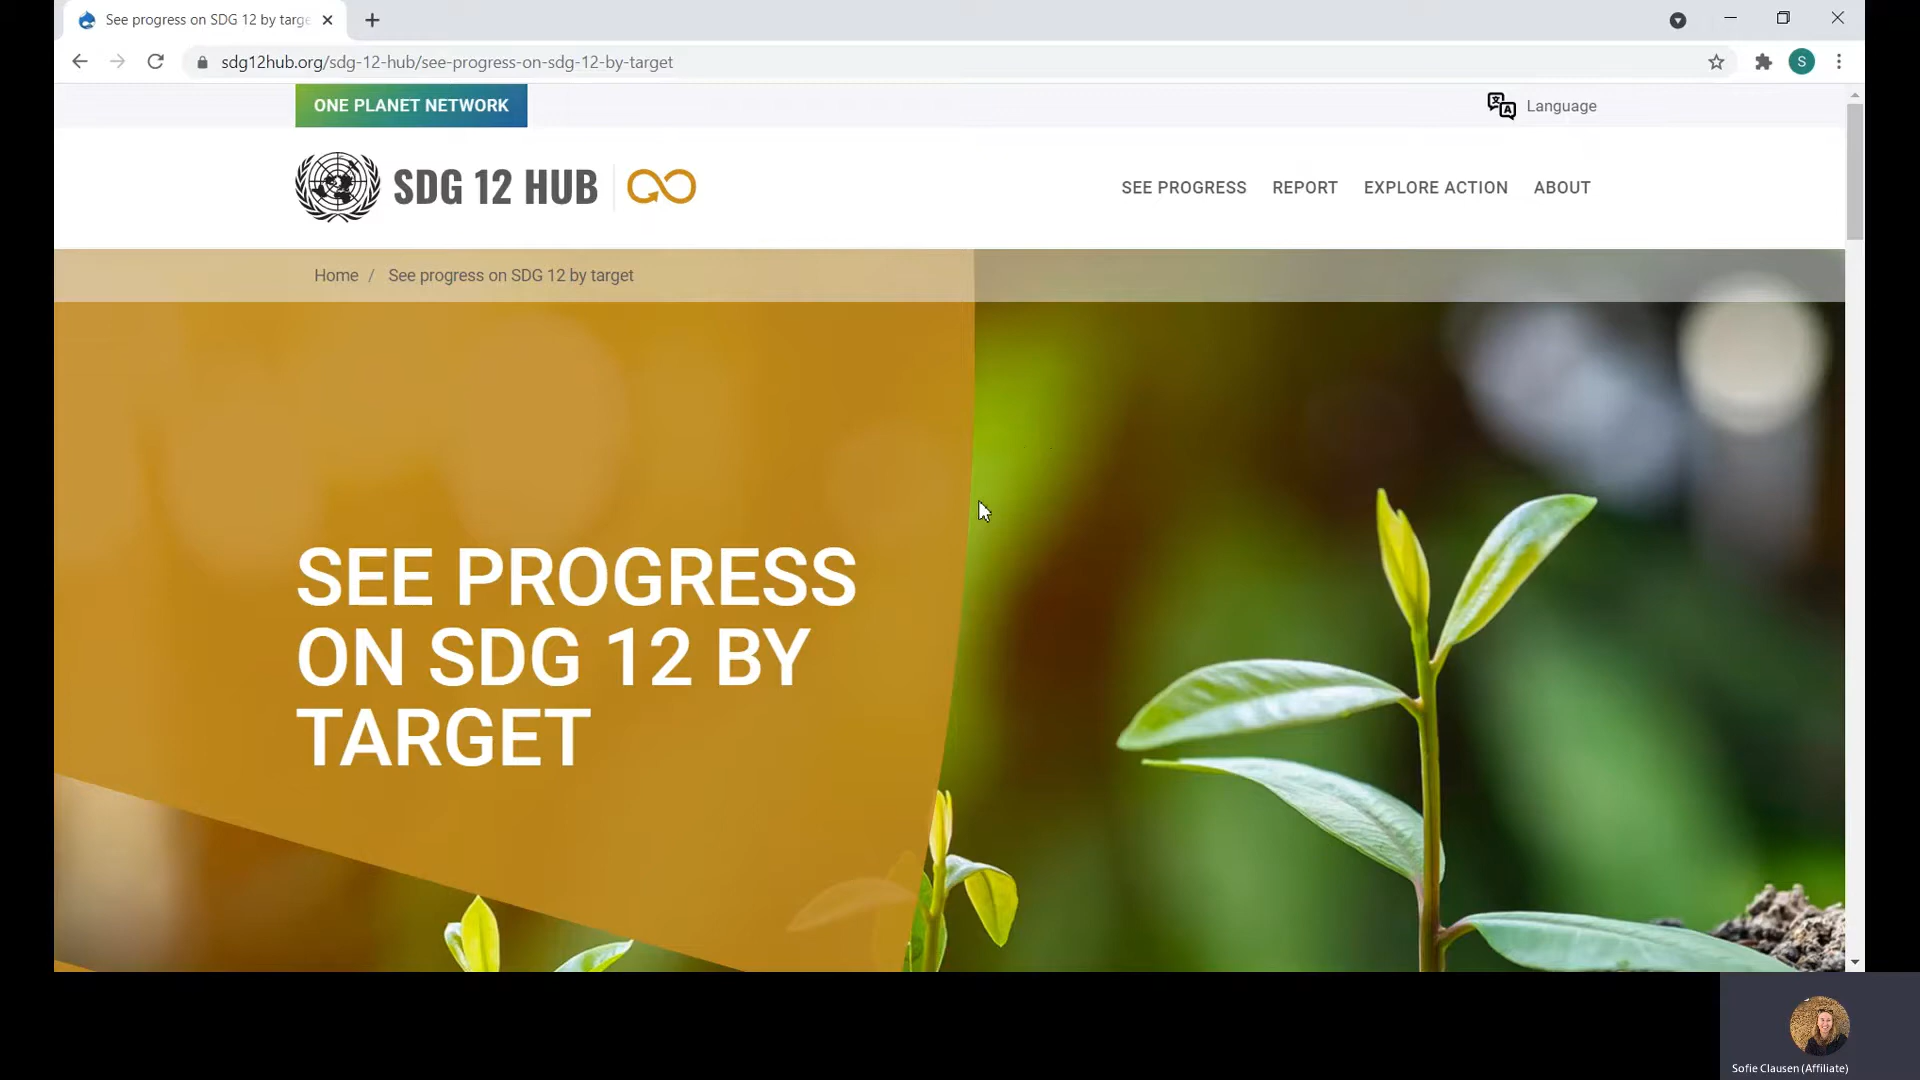 See progress on SDG 12 by targe
sdg12hub.org/sdg-12-hub/see-progress-on-sdg-12-by-target
S
ONE PLANET NETWORK
Language
SDG 12 HUB
SEE PROGRESS
REPORT
EXPLORE ACTION
ABOUT
Home / See progress on SDG 12 by target
SEE PROGRESS
ON SDG 12 BY
TARGET
Sofie Clausen (Affiliate)